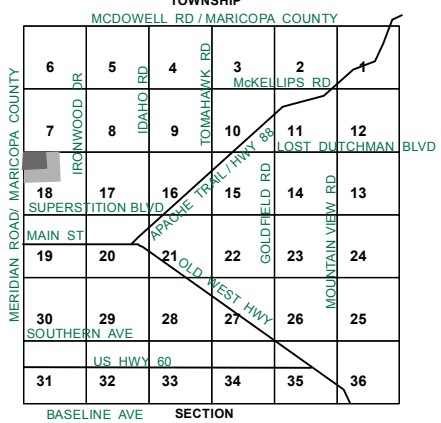 TOWNSHIP
MCDOWELL RD / MARICOPA COUNTY
6 5 4 3 2 1
McKELLIPS RD
MERIDIAN ROAD/ MARICOPA COUNTY
IRONWOOD DR
IDAHO RD
TOMAHAWK RD
7 8 9 10 11 12
LOST DUTCHMAN BLVD
APACHE TRAIL / HWY 88
GOLDFIELD RD
MOUNTAIN VIEW RD
18 17 16 15 14 13
SUPERSTITION BLVD
MAIN ST
19 20 21 22 23 24
OLD WEST HWY
30 29 28 27 26 25
SOUTHERN AVE
US HWY 60
31 32 33 34 35 36
BASELINE AVE
SECTION